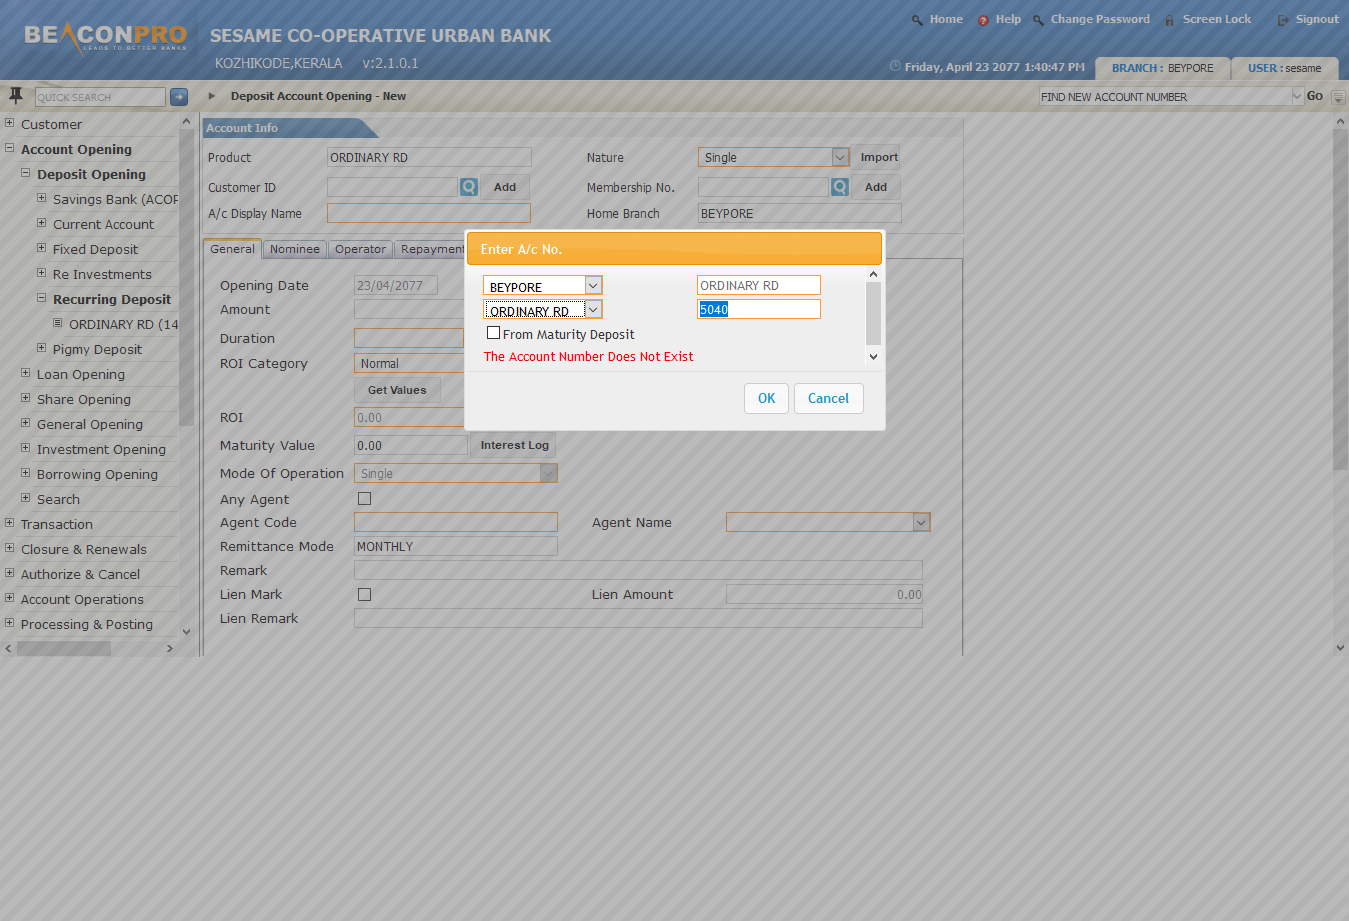 BEACONPRO
LEADS TO BETTER BANKS
SESAME CO-OPERATIVE URBAN BANK
KOZHIKODE,KERALA v:2.1.0.1
Home Help Change Password Screen Lock Signout
Friday, April 23 2077 1:40:47 PM BRANCH : BEYPORE USER : sesame
QUICK SEARCH
Deposit Account Opening - New
FIND NEW ACCOUNT NUMBER Go
Customer
Account Opening
Deposit Opening
Savings Bank (ACOP
Current Account
Fixed Deposit
Re Investments
Recurring Deposit
ORDINARY RD (14
Pigmy Deposit
Loan Opening
Share Opening
General Opening
Investment Opening
Borrowing Opening
Search
Transaction
Closure & Renewals
Authorize & Cancel
Account Operations
Processing & Posting
Account Info
Product ORDINARY RD Nature Single Import
Customer ID Add Membership No. Add
A/c Display Name Home Branch BEYPORE
General Nominee Operator Repayment
Opening Date 23/04/2077
Amount
Duration
ROI Category Normal
Get Values
ROI 0.00
Maturity Value 0.00 Interest Log
Mode Of Operation Single
Any Agent
Agent Code Agent Name
Remittance Mode MONTHLY
Remark
Lien Mark Lien Amount 0.00
Lien Remark
Enter A/c No.
BEYPORE ORDINARY RD
ORDINARY RD 5040
From Maturity Deposit
The Account Number Does Not Exist
OK Cancel